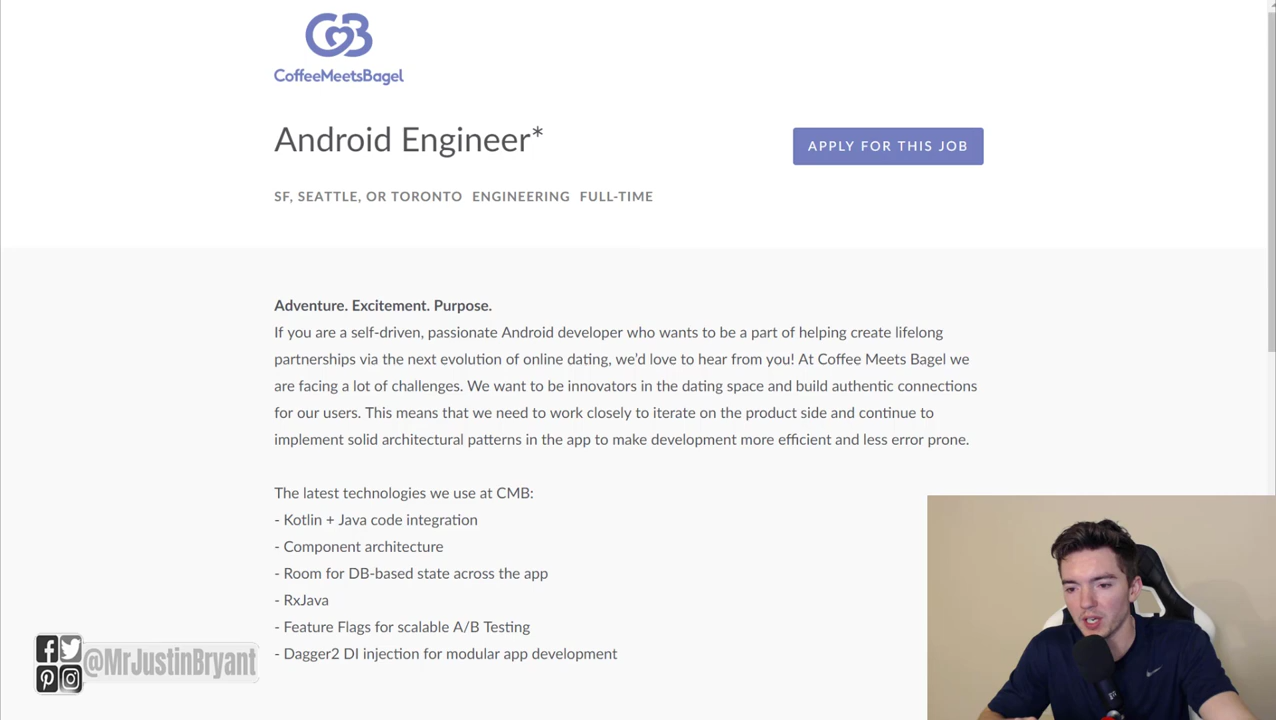 CoffeeMeetsBagel
Android Engineer*
APPLY FOR THIS JOB
SF, SEATTLE, OR TORONTO ENGINEERING FULL-TIME
Adventure. Excitement. Purpose.
If you are a self-driven, passionate Android developer who wants to be a part of helping create lifelong
partnerships via the next evolution of online dating, we'd love to hear from you! At Coffee Meets Bagel we
are facing a lot of challenges. We want to be innovators in the dating space and build authentic connections
for our users. This means that we need to work closely to iterate on the product side and continue to
implement solid architectural patterns in the app to make development more efficient and less error prone.
The latest technologies we use at CMB:
- Kotlin + Java code integration
- Component architecture
- Room for DB-based state across the app
- RxJava
- Feature Flags for scalable A/B Testing
- Dagger2 DI injection for modular app development
@MrJustinBryant